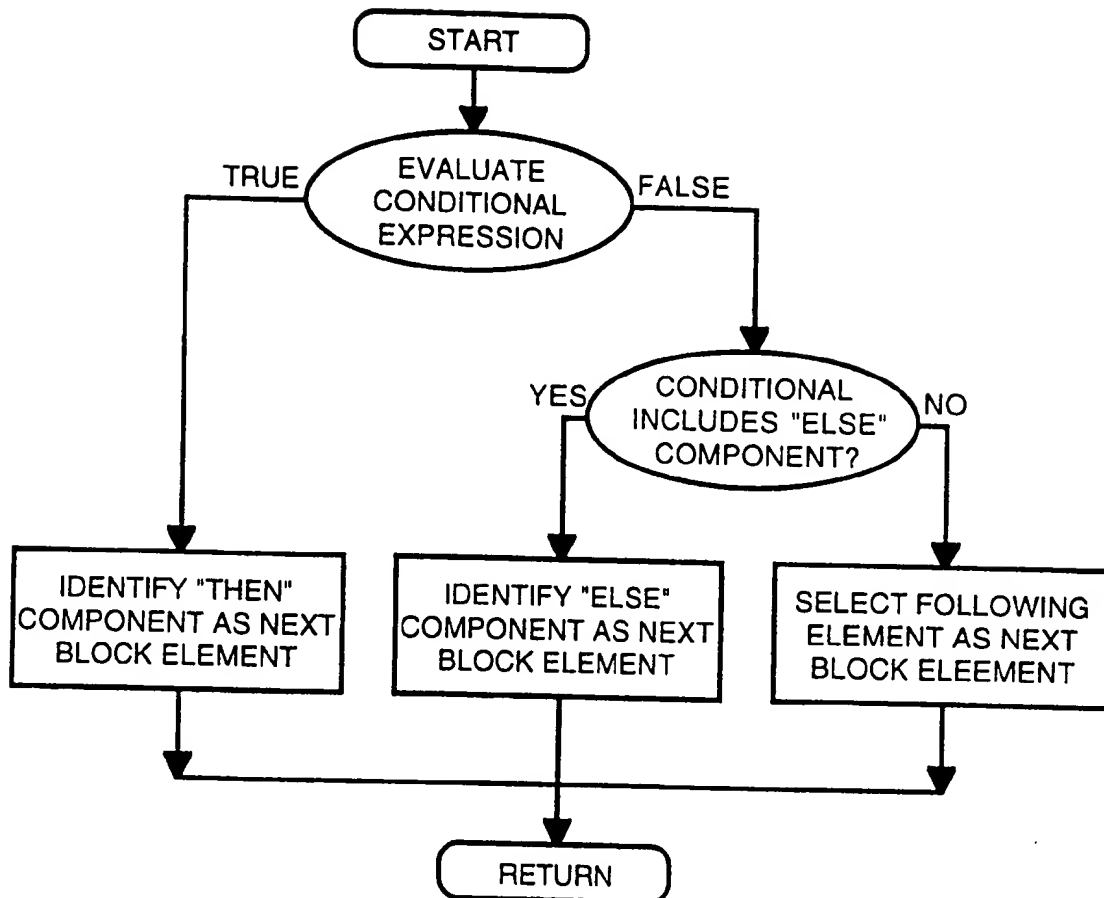 START
EVALUATE
CONDITIONAL
EXPRESSION
TRUE
FALSE
CONDITIONAL
INCLUDES "ELSE"
COMPONENT?
YES
NO
IDENTIFY "THEN"
COMPONENT AS NEXT
BLOCK ELEMENT
IDENTIFY "ELSE"
COMPONENT AS NEXT
BLOCK ELEMENT
SELECT FOLLOWING
ELEMENT AS NEXT
BLOCK ELEEMENT
RETURN